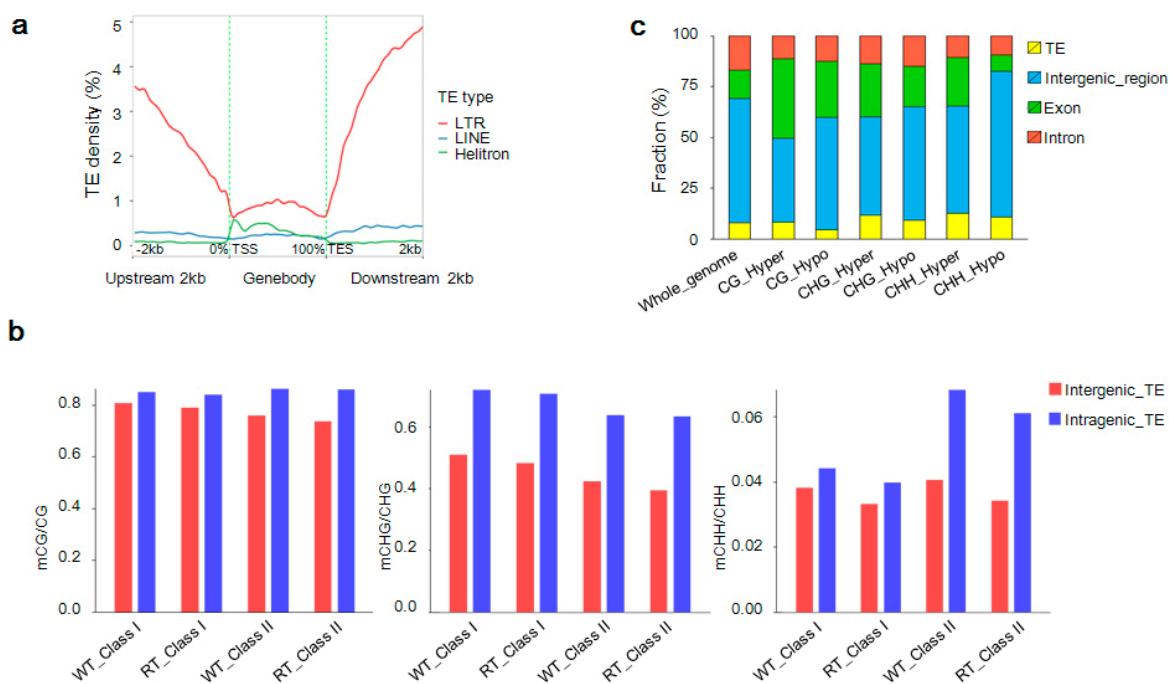 a
TE density (%)
5
4
3
2
1
0
-2kb
0%
TSS
100%
TES
2kb
Upstream 2kb
Genebody
Downstream 2kb
TE type
LTR
LINE
Helitron
c
Fraction (%)
100
75
50
25
0
Whole_genome
CG_Hyper
CG_Hypo
CHG_Hyper
CHG_Hypo
CHH_Hyper
CHH_Hypo
TE
Intergenic_region
Exon
Intron
b
mCG/CG
0.8
0.6
0.4
0.2
0.0
WT_Class I
RT_Class I
WT_Class II
RT_Class II
mCHG/CHG
0.6
0.4
0.2
0.0
WT_Class I
RT_Class I
WT_Class II
RT_Class II
mCHH/CHH
0.06
0.04
0.02
0.00
WT_Class I
RT_Class I
WT_Class II
RT_Class II
Intergenic_TE
Intragenic_TE